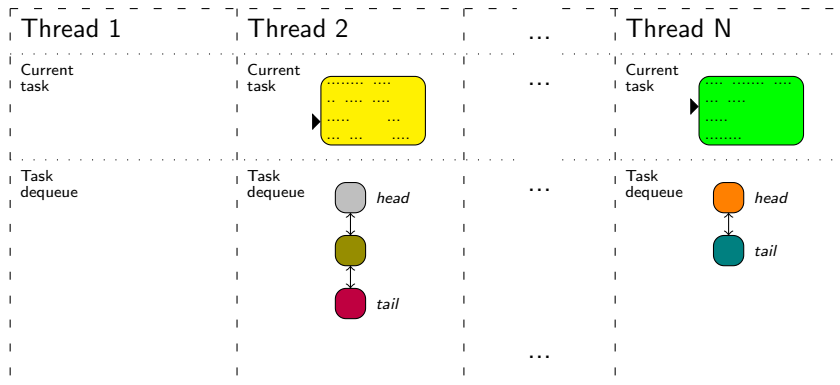 Thread 1
Thread 2
...
Thread N
Current
task
Current
task
........ ....
.. .... ....
..... ...
... ... ....
...
Current
task
.... ....... ....
... ....
.....
........
Task
dequeue
Task
dequeue
head
tail
...
Task
dequeue
head
tail
...